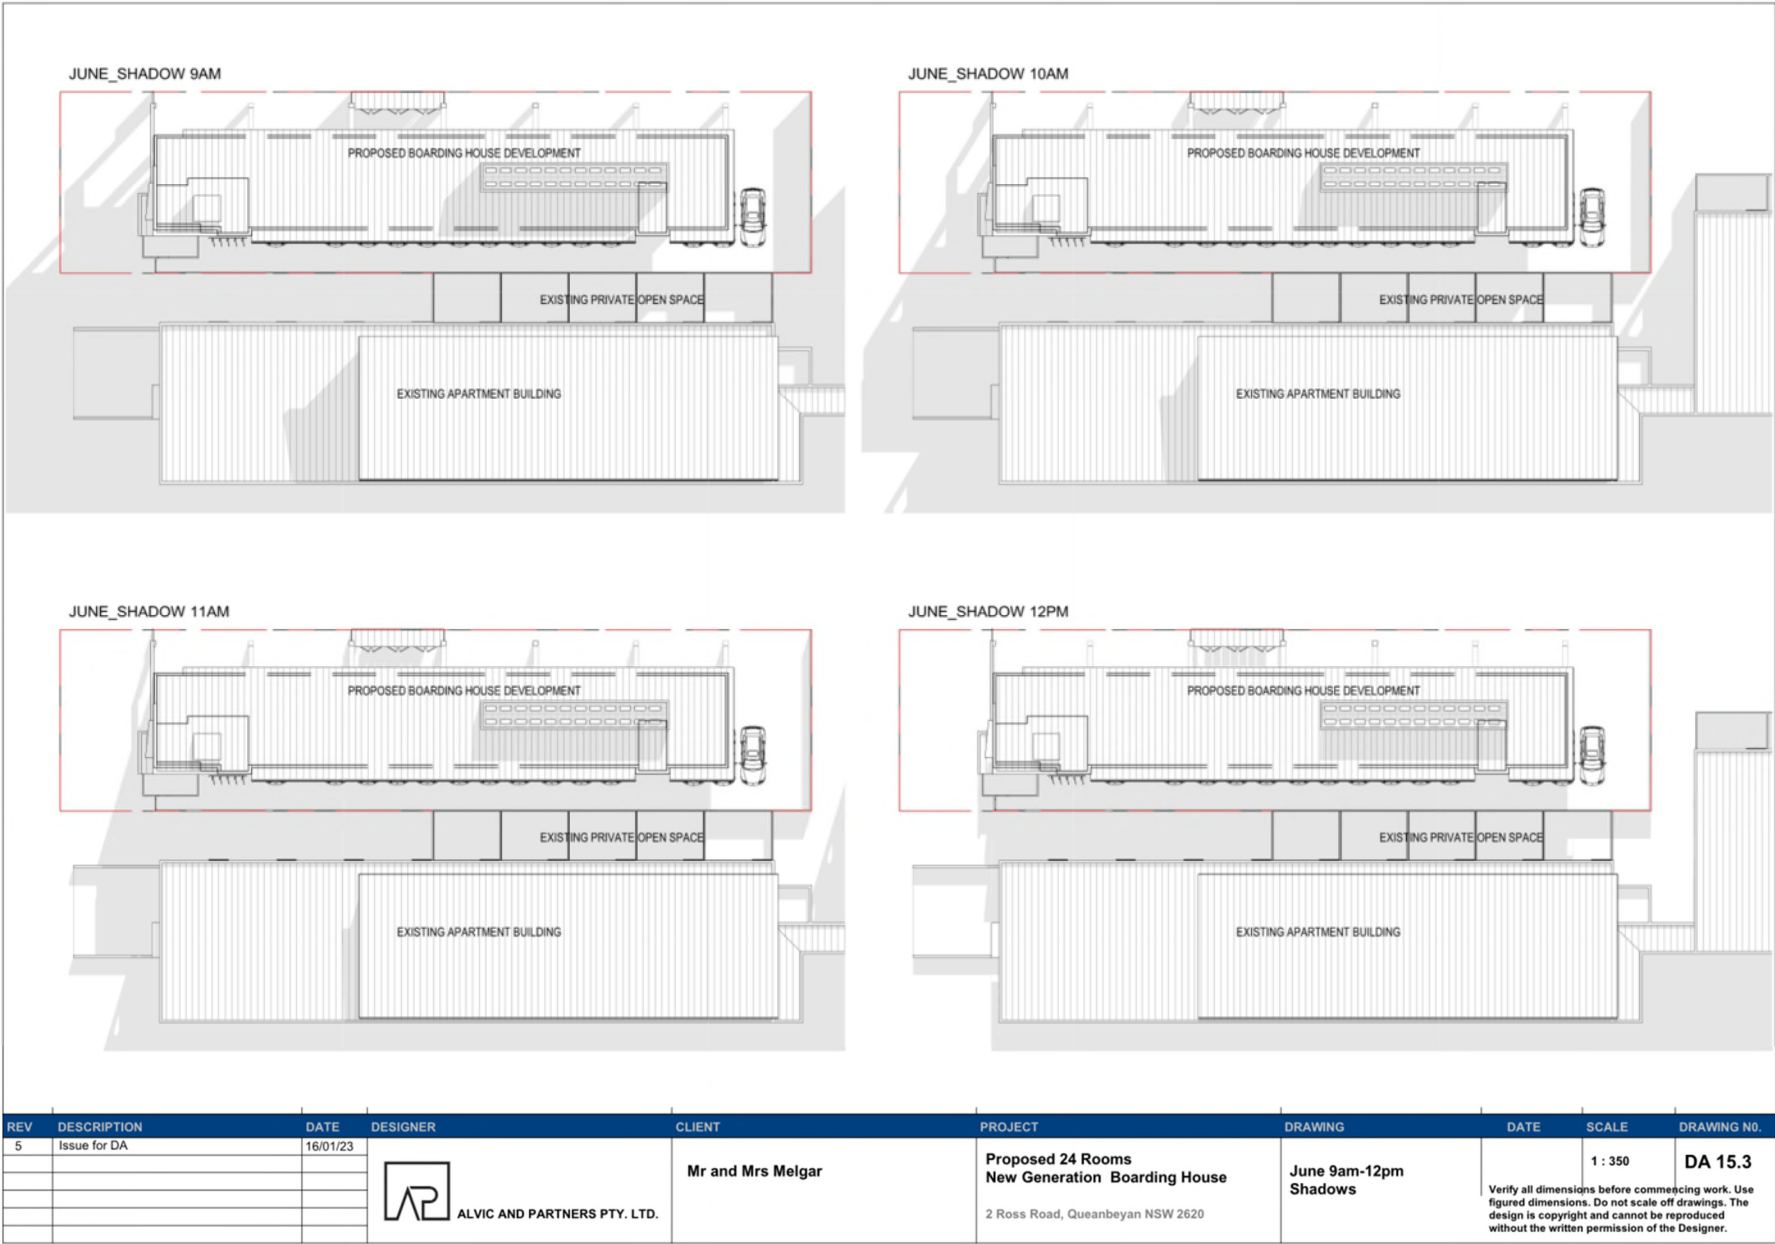 JUNE_SHADOW 9AM
PROPOSED BOARDING HOUSE DEVELOPMENT
EXISTING PRIVATE OPEN SPACE
EXISTING APARTMENT BUILDING
JUNE_SHADOW 10AM
PROPOSED BOARDING HOUSE DEVELOPMENT
EXISTING PRIVATE OPEN SPACE
EXISTING APARTMENT BUILDING
JUNE_SHADOW 11AM
PROPOSED BOARDING HOUSE DEVELOPMENT
EXISTING PRIVATE OPEN SPACE
EXISTING APARTMENT BUILDING
JUNE_SHADOW 12PM
PROPOSED BOARDING HOUSE DEVELOPMENT
EXISTING PRIVATE OPEN SPACE
EXISTING APARTMENT BUILDING
REV DESCRIPTION DATE DESIGNER CLIENT PROJECT DRAWING DATE SCALE DRAWING N0.
5 Issue for DA 16/01/23
AP
ALVIC AND PARTNERS PTY. LTD.
Mr and Mrs Melgar
Proposed 24 Rooms
New Generation Boarding House
2 Ross Road, Queanbeyan NSW 2620
June 9am-12pm
Shadows
1 : 350
DA 15.3
Verify all dimensions before commencing work. Use
figured dimensions. Do not scale off drawings. The
design is copyright and cannot be reproduced
without the written permission of the Designer.